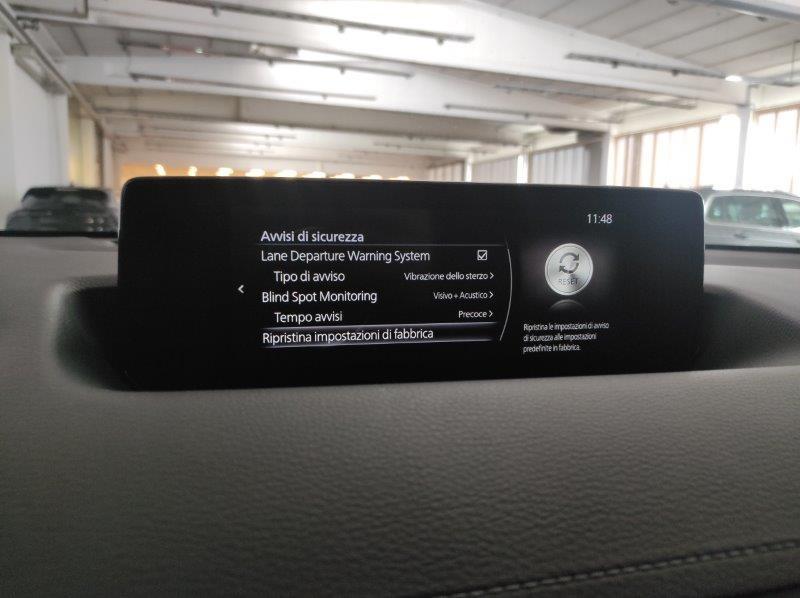 11:48
Avvisi di sicurezza
Lane Departure Warning System
Tipo di avviso Vibrazione dello sterzo
Blind Spot Monitoring Visivo + Acustico
Tempo avvisi Precoce
Ripristina impostazioni di fabbrica
RESET
Ripristina le impostazioni di avviso
di sicurezza alle impostazioni
predefinite in fabbrica.